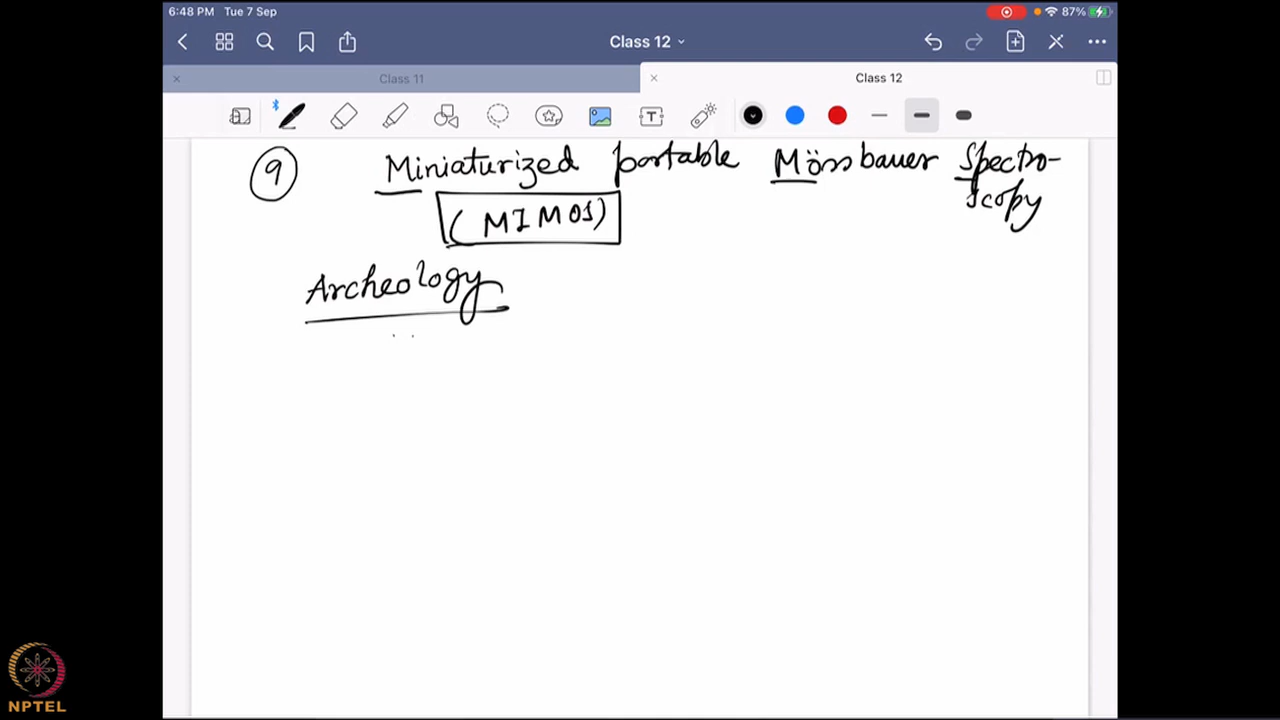 6:48 PM Tue 7 Sep 87%
Class 12
Class 11
Class 12
9 Miniaturized portable Mössbauer Spectro-
scopy
(MIMOS)
Archeology
NPTEL